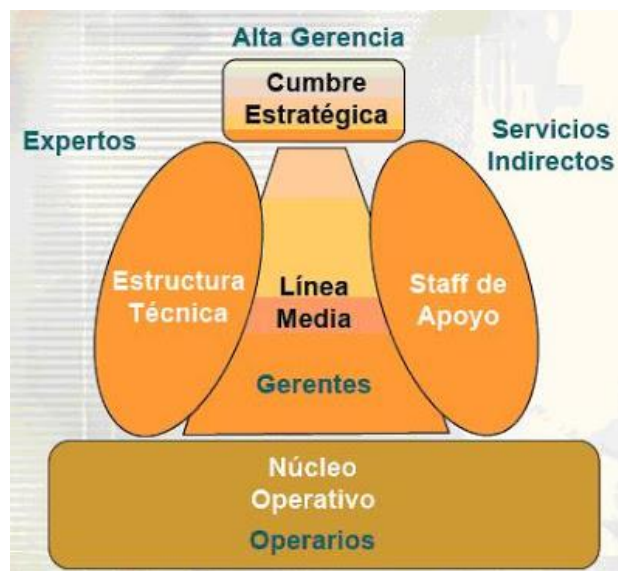 Alta Gerencia
Cumbre
Estratégica
Expertos
Servicios
Indirectos
Estructura
Técnica
Línea
Media
Staff de
Apoyo
Gerentes
Núcleo
Operativo
Operarios